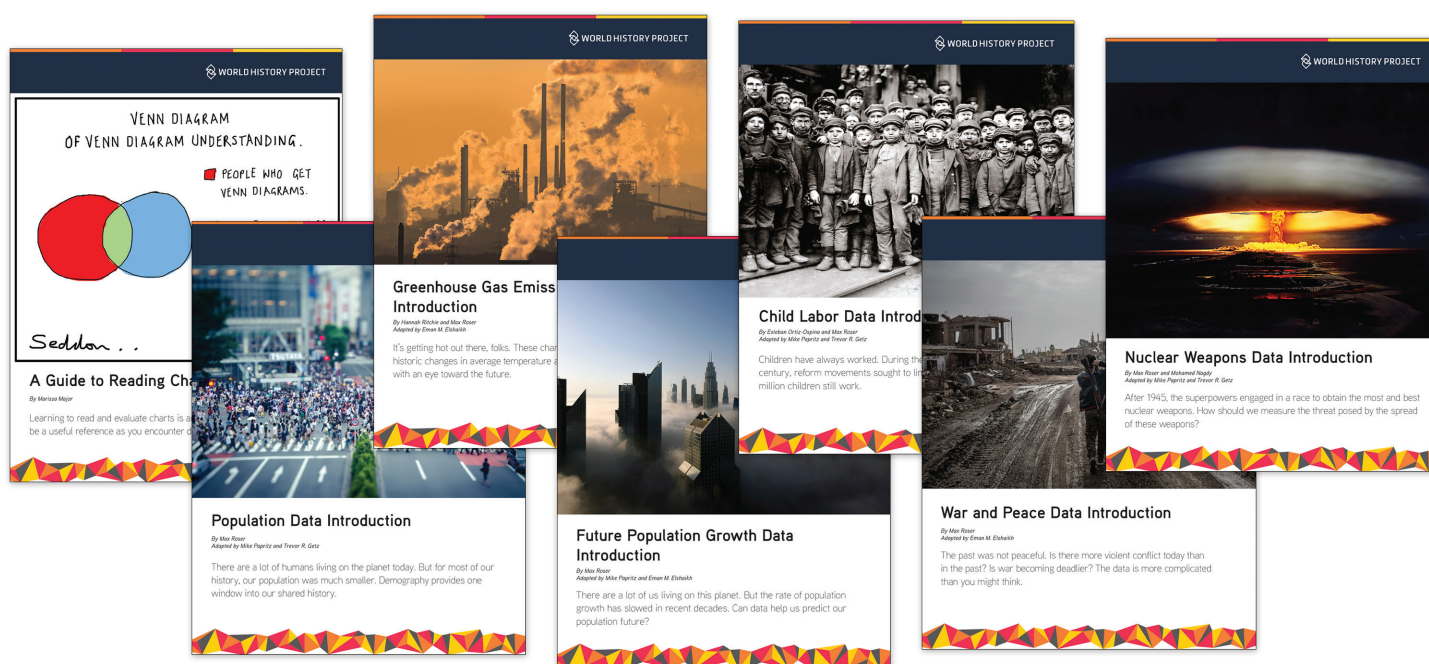 WORLD HISTORY PROJECT
VENN DIAGRAM
OF VENN DIAGRAM UNDERSTANDING.
PEOPLE WHO GET
VENN DIAGRAMS.
Seddon..
A Guide to Reading
By Marissa Major
Learning to read and evaluate charts is
be a useful reference as you encounter
TSUTAYA
Population Data Introduction
By Max Roser
Adapted by Mike Papritz and Trevor R. Getz
There are a lot of humans living on the planet today. But for most of our
history, our population was much smaller. Demography provides one
window into our shared history.
WORLD HISTORY PROJECT
Greenhouse Gas
Introduction
By Hannah Ritchie and Max Roser
Adapted by Eman M. Elshaikh
It's getting hot out there, folks. These
historic changes in average temperature
with an eye toward the future.
Future Population Growth Data
Introduction
By Max Roser
Adapted by Mike Papritz and Eman M. Elshaikh
There are a lot of us living on this planet. But the rate of population
growth has slowed in recent decades. Can data help us predict our
population future?
WORLD HISTORY PROJECT
Child Labor Data
By Esteban Ortiz-Ospina and Max Roser
Adapted by Mike Papritz and Trevor R. Getz
Children have always worked. During the
century, reform movements sought to
million children still work.
War and Peace Data Introduction
By Max Roser
Adapted by Eman M. Elshaikh
The past was not peaceful. Is there more violent conflict today than
in the past? Is war becoming deadlier? The data is more complicated
than you might think.
WORLD HISTORY PROJECT
Nuclear Weapons Data Introduction
By Max Roser and Mohamed Nagdy
Adapted by Mike Papritz and Trevor R. Getz
After 1945, the superpowers engaged in a race to obtain the most and best
nuclear weapons. How should we measure the threat posed by the spread
of these weapons?